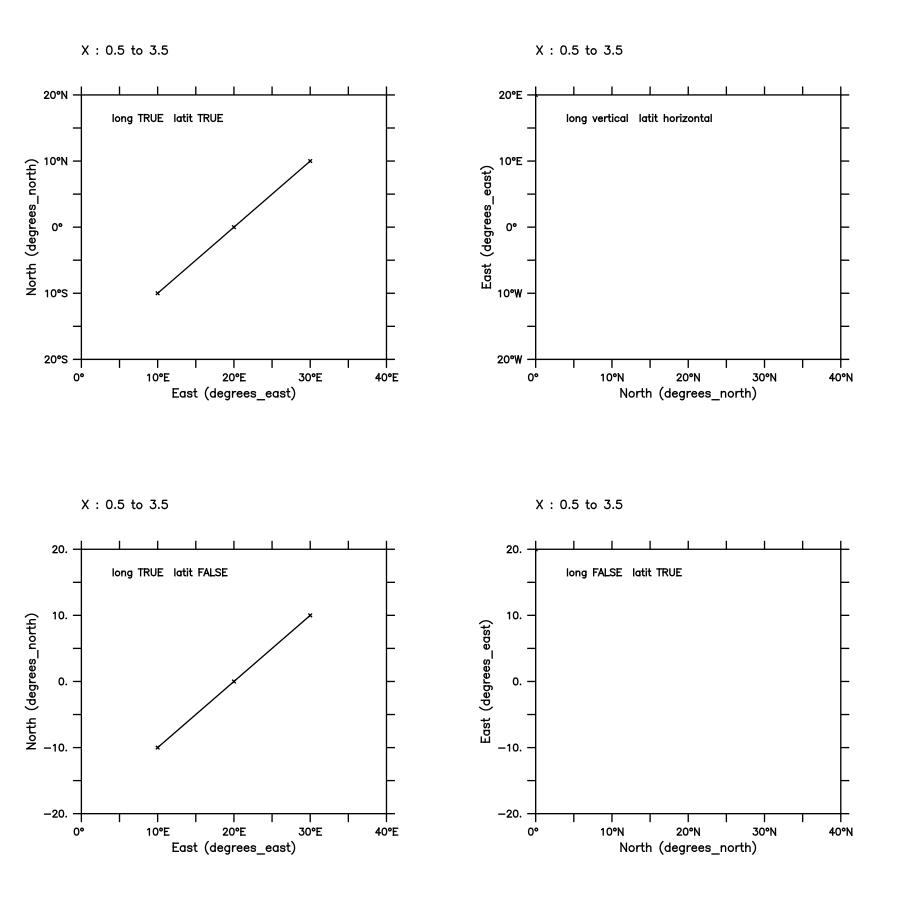 X : 0.5 to 3.5
20°N
long TRUE latit TRUE
10°N
0°
10°S
20°S
North (degrees_north)
0° 10°E 20°E 30°E 40°E
East (degrees_east)
X : 0.5 to 3.5
20°E
long vertical latit horizontal
10°E
0°
10°W
20°W
East (degrees_east)
0° 10°N 20°N 30°N 40°N
North (degrees_north)
X : 0.5 to 3.5
20.
long TRUE latit FALSE
10.
0.
−10.
−20.
North (degrees_north)
0° 10°E 20°E 30°E 40°E
East (degrees_east)
X : 0.5 to 3.5
20.
long FALSE latit TRUE
10.
0.
−10.
−20.
East (degrees_east)
0° 10°N 20°N 30°N 40°N
North (degrees_north)